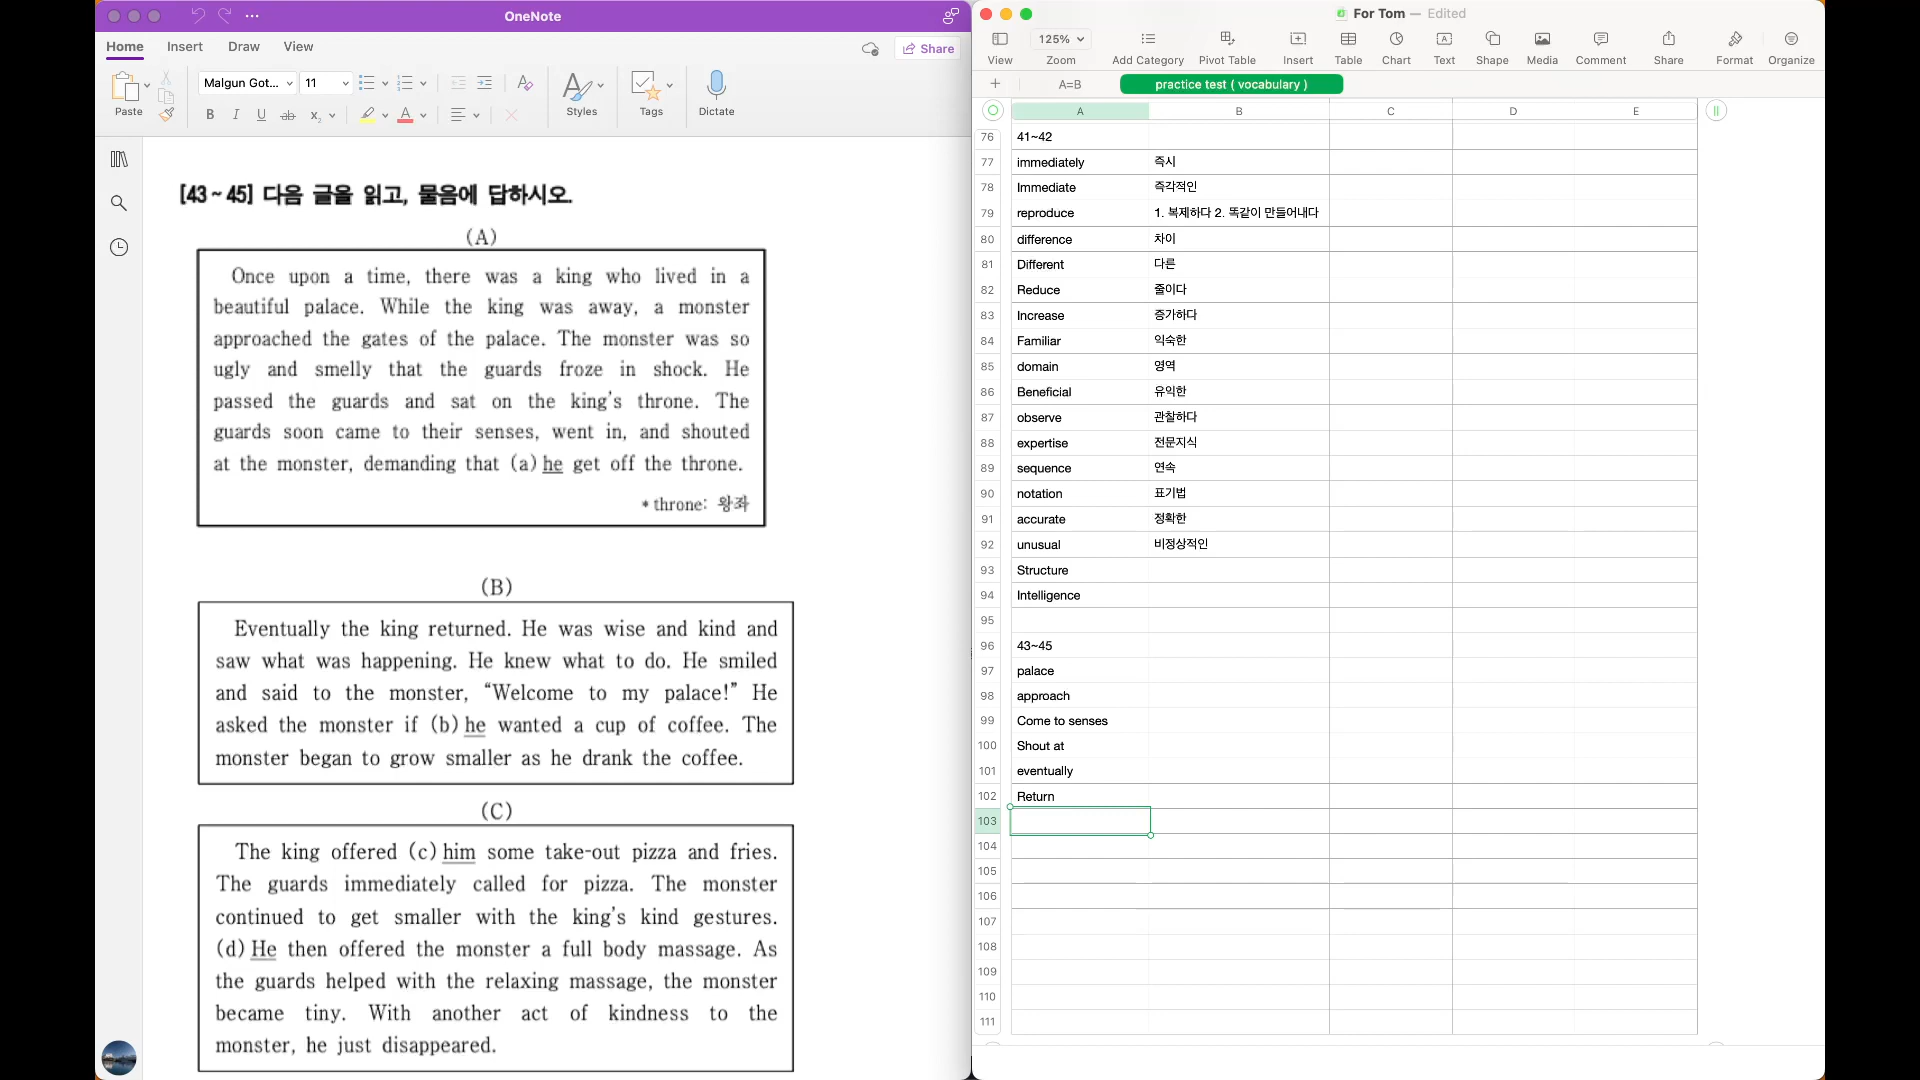 OneNote
Home Insert Draw View
Share
Malgun Got... 11
Paste
B I U ab x₂ A
Styles
Tags
Dictate
[43~45] 다음 글을 읽고, 물음에 답하시오.
(A)
Once upon a time, there was a king who lived in a
beautiful palace. While the king was away, a monster
approached the gates of the palace. The monster was so
ugly and smelly that the guards froze in shock. He
passed the guards and sat on the king's throne. The
guards soon came to their senses, went in, and shouted
at the monster, demanding that (a) he get off the throne.
* throne: 왕좌
(B)
Eventually the king returned. He was wise and kind and
saw what was happening. He knew what to do. He smiled
and said to the monster, “Welcome to my palace!” He
asked the monster if (b) he wanted a cup of coffee. The
monster began to grow smaller as he drank the coffee.
(C)
The king offered (c) him some take-out pizza and fries.
The guards immediately called for pizza. The monster
continued to get smaller with the king's kind gestures.
(d) He then offered the monster a full body massage. As
the guards helped with the relaxing massage, the monster
became tiny. With another act of kindness to the
monster, he just disappeared.
For Tom — Edited
125%
View Zoom Add Category Pivot Table Insert Table Chart Text Shape Media Comment Share Format Organize
A=B
practice test ( vocabulary )
A B C D E
76 41~42
77 immediately 즉시
78 Immediate 즉각적인
79 reproduce 1. 복제하다 2. 똑같이 만들어내다
80 difference 차이
81 Different 다른
82 Reduce 줄이다
83 Increase 증가하다
84 Familiar 익숙한
85 domain 영역
86 Beneficial 유익한
87 observe 관찰하다
88 expertise 전문지식
89 sequence 연속
90 notation 표기법
91 accurate 정확한
92 unusual 비정상적인
93 Structure
94 Intelligence
95
96 43~45
97 palace
98 approach
99 Come to senses
100 Shout at
101 eventually
102 Return
103
104
105
106
107
108
109
110
111